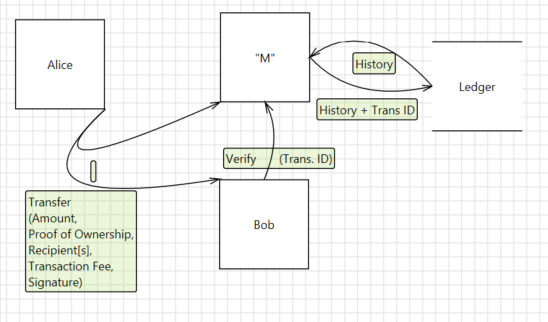 Alice
"M"
History
Ledger
History + Trans ID
Verify (Trans. ID)
Transfer
(Amount,
Proof of Ownership,
Recipient[s],
Transaction Fee,
Signature)
Bob